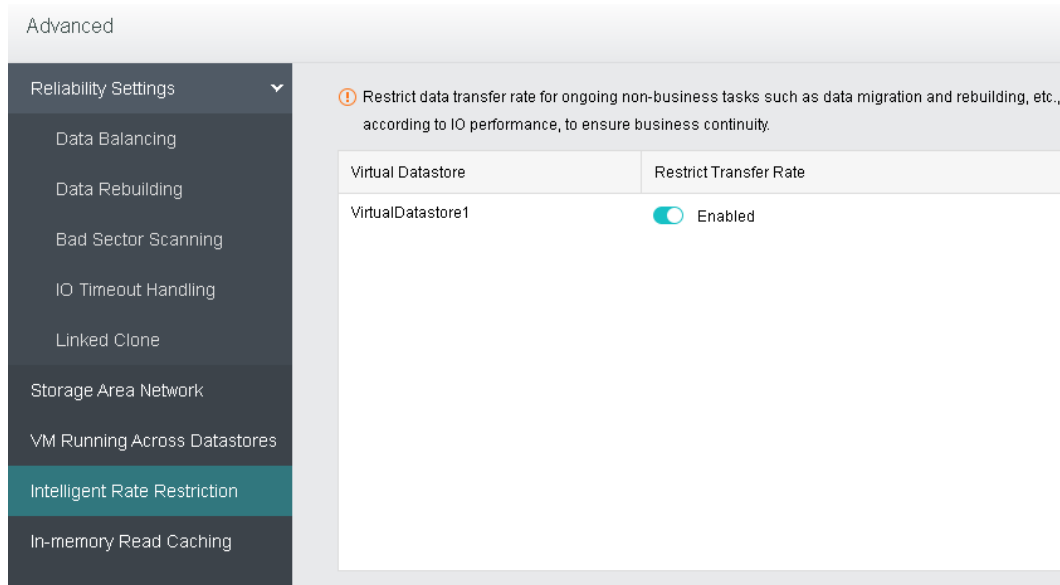 Advanced
Reliability Settings
Data Balancing
Data Rebuilding
Bad Sector Scanning
IO Timeout Handling
Linked Clone
Storage Area Network
VM Running Across Datastores
Intelligent Rate Restriction
In-memory Read Caching
Restrict data transfer rate for ongoing non-business tasks such as data migration and rebuilding, etc.,
according to IO performance, to ensure business continuity.
Virtual Datastore Restrict Transfer Rate
VirtualDatastore1 Enabled